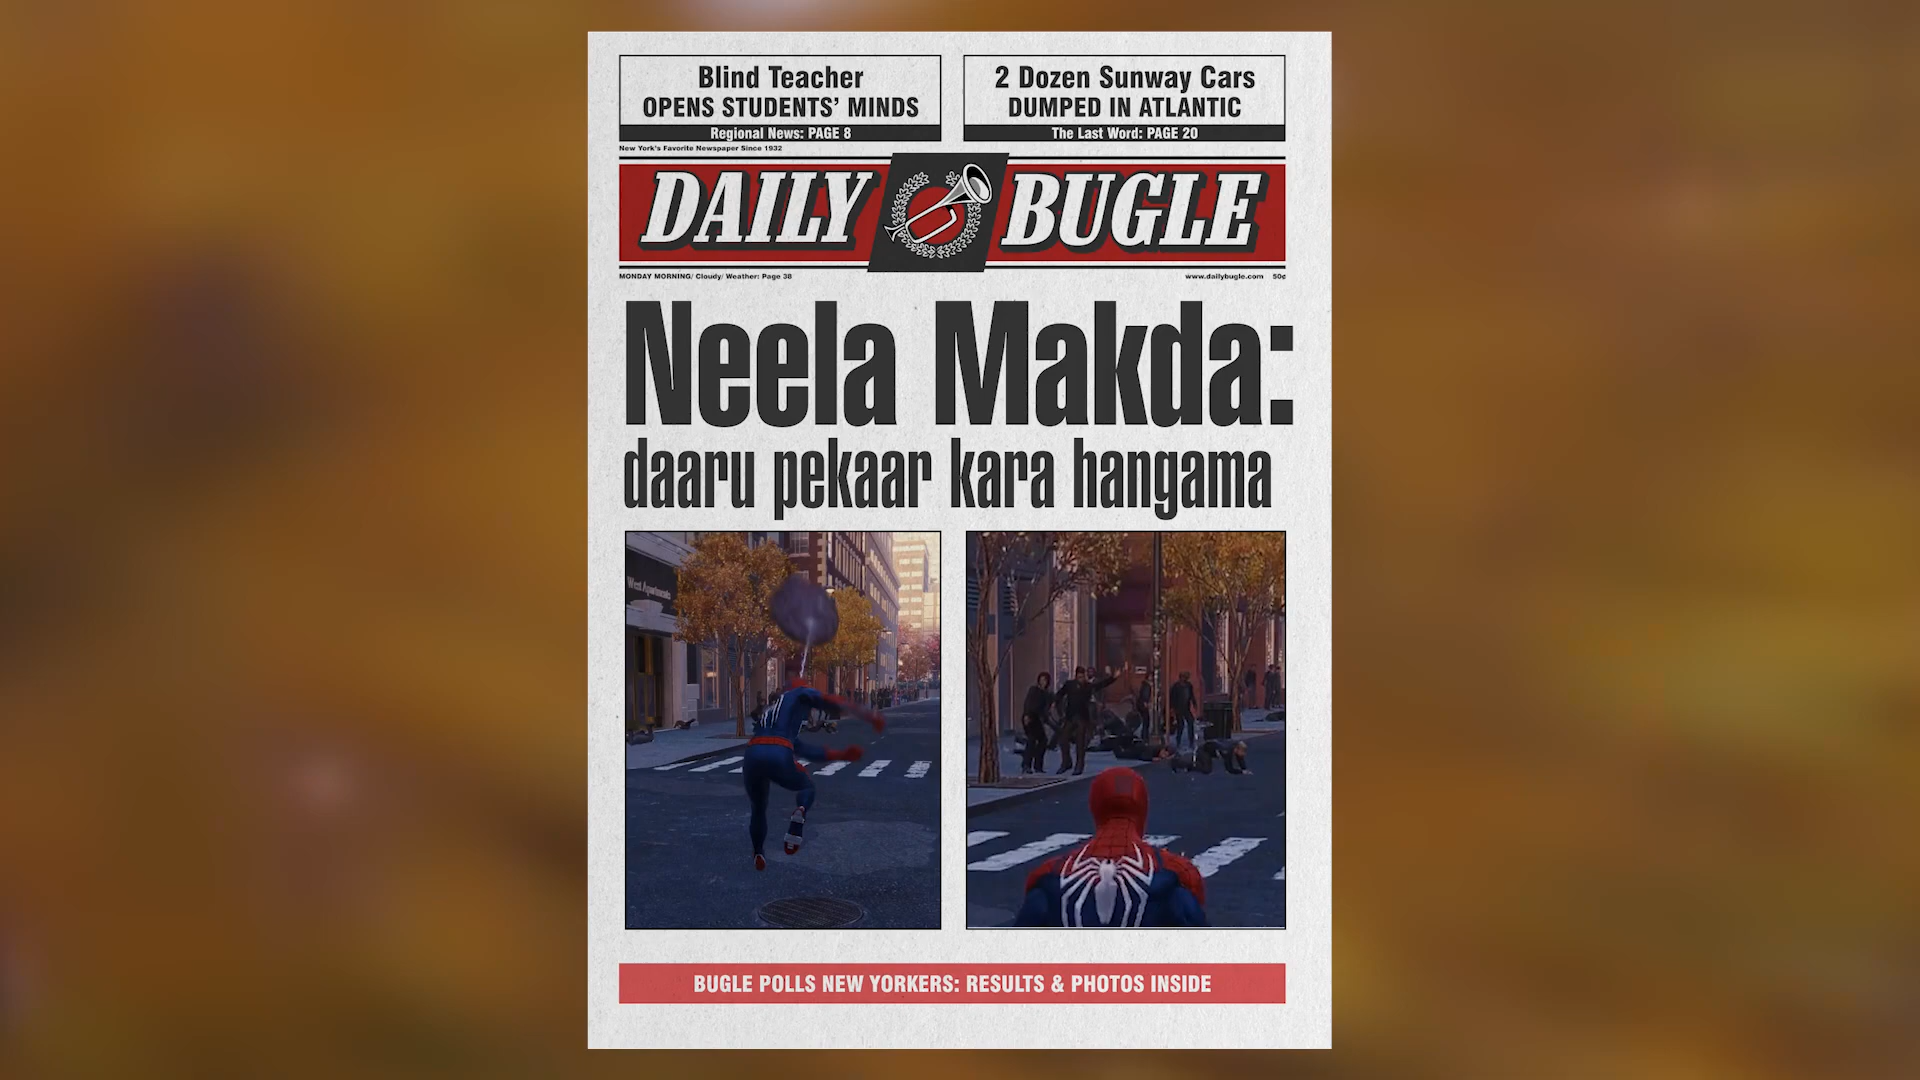 Blind Teacher
OPENS STUDENTS’ MINDS
Regional News: PAGE 8
2 Dozen Sunway Cars
DUMPED IN ATLANTIC
The Last Word: PAGE 20
New York's Favorite Newspaper Since 1932
DAILY BUGLE
MONDAY MORNING/ Cloudy/ Weather: Page 38
www.dailybugle.com 50¢
Neela Makda:
daaru pekaar kara hangama
West Apartments
BUGLE POLLS NEW YORKERS: RESULTS & PHOTOS INSIDE